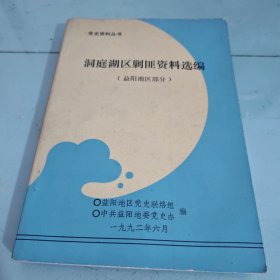 党史资料丛书
洞庭湖区剿匪资料选编
(益阳地区部分)
○益阳地区党史联络组
○中共益阳地委党史办 编
一九九二年六月